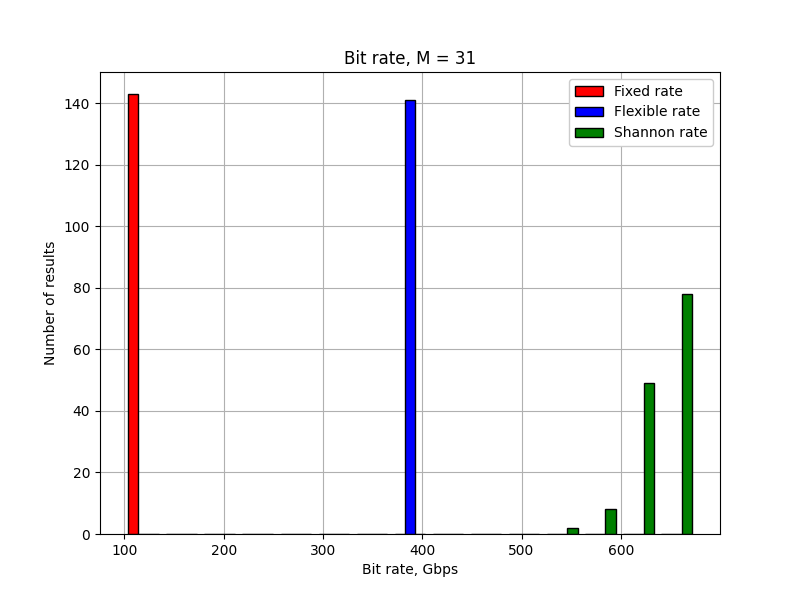 Bit rate, M = 31
Fixed rate
Flexible rate
Shannon rate
140
120
100
80
60
40
20
0
Number of results
100 200 300 400 500 600
Bit rate, Gbps